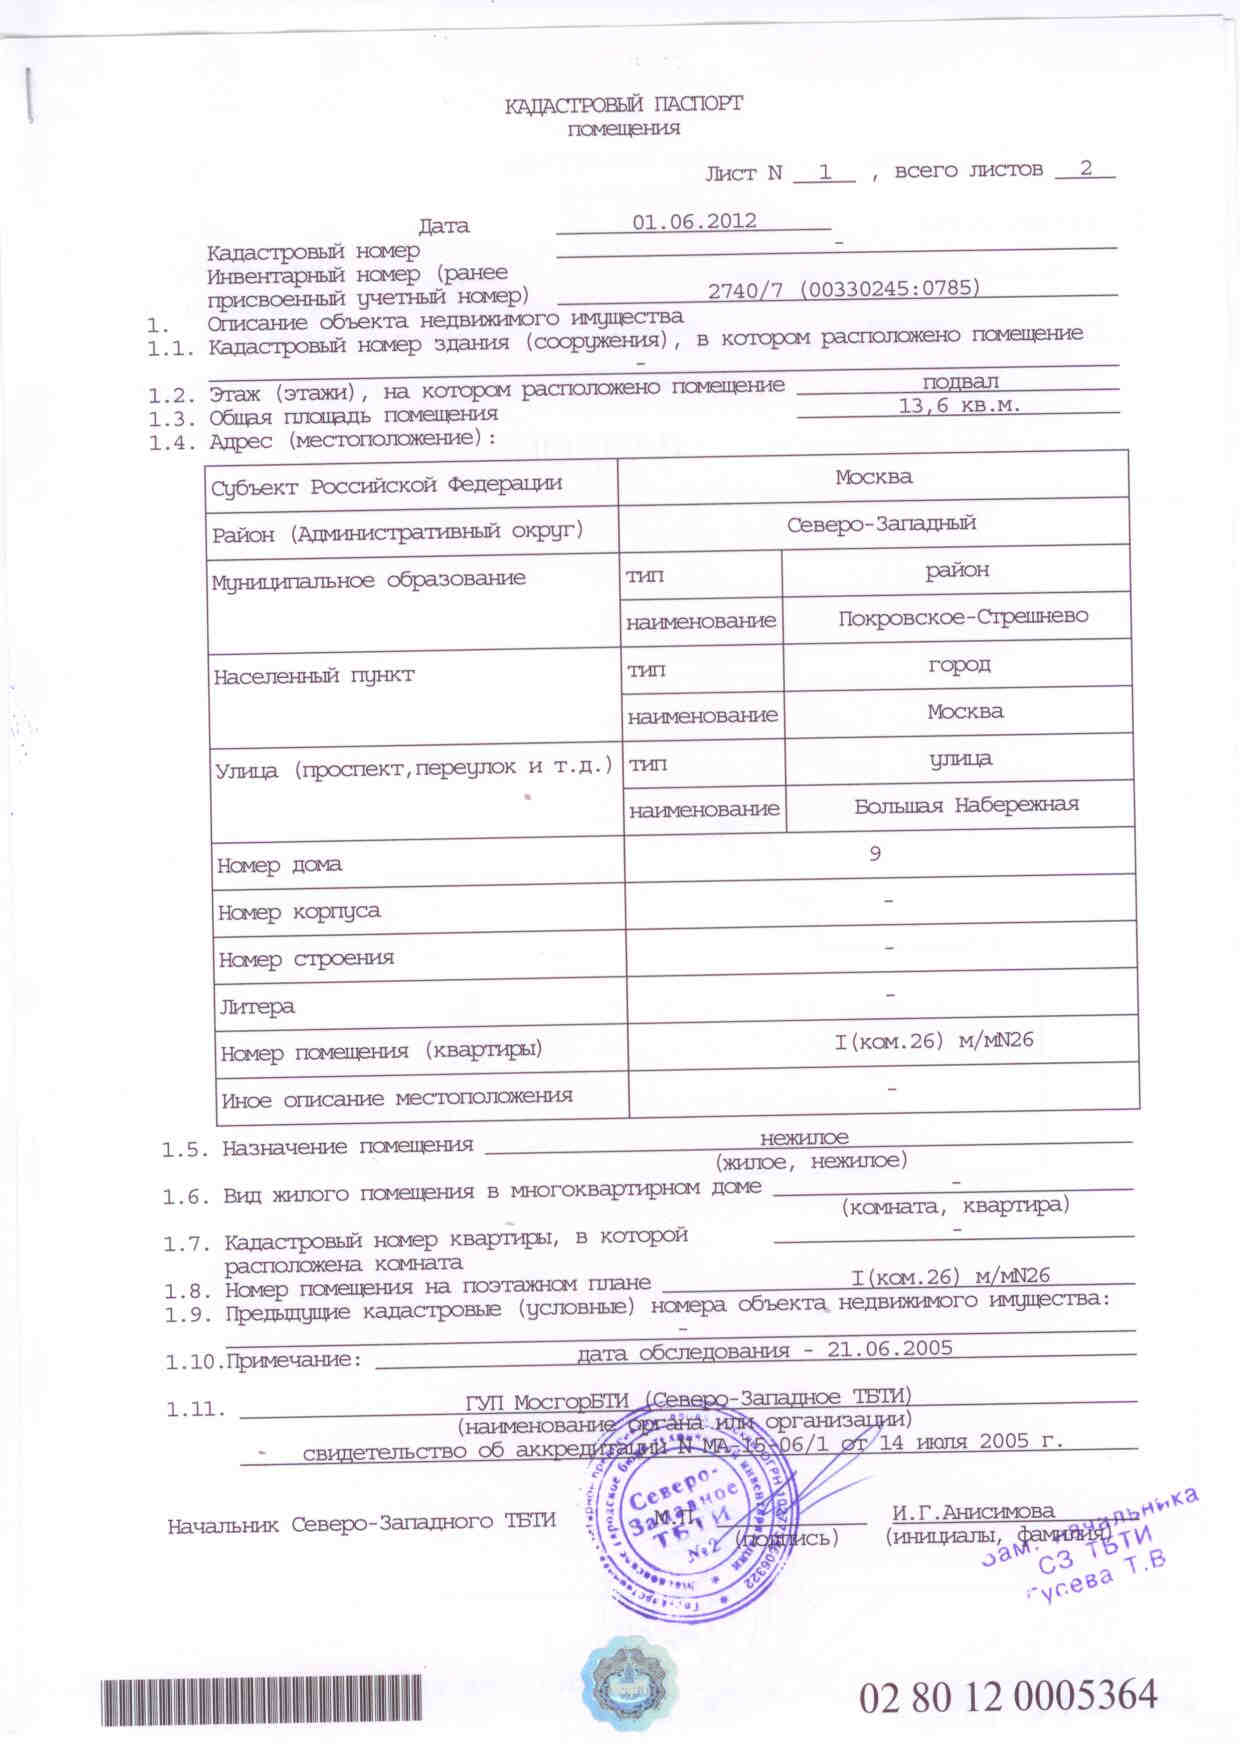 КАДАСТРОВЫЙ ПАСПОРТ
помещения
Лист N 1 , всего листов 2
Дата 01.06.2012
Кадастровый номер -
Инвентарный номер (ранее
присвоенный учетный номер) 2740/7 (00330245:0785)
1. Описание объекта недвижимого имущества
1.1. Кадастровый номер здания (сооружения), в котором расположено помещение
-
1.2. Этаж (этажи), на котором расположено помещение подвал
1.3. Общая площадь помещения 13,6 кв.м.
1.4. Адрес (местоположение):
Субъект Российской Федерации Москва
Район (Административный округ) Северо-Западный
Муниципальное образование тип район
наименование Покровское-Стрешнево
Населенный пункт тип город
наименование Москва
Улица (проспект,переулок и т.д.) тип улица
наименование Большая Набережная
Номер дома 9
Номер корпуса -
Номер строения -
Литера -
Номер помещения (квартиры) I(ком.26) м/мN26
Иное описание местоположения -
1.5. Назначение помещения нежилое
(жилое, нежилое)
1.6. Вид жилого помещения в многоквартирном доме -
(комната, квартира)
1.7. Кадастровый номер квартиры, в которой -
расположена комната
1.8. Номер помещения на поэтажном плане I(ком.26) м/мN26
1.9. Предыдущие кадастровые (условные) номера объекта недвижимого имущества:
-
1.10.Примечание: дата обследования - 21.06.2005
1.11. ГУП МосгорБТИ (Северо-Западное ТБТИ)
(наименование органа или организации)
свидетельство об аккредитации N МА-15-06/1 от 14 июля 2005 г.
Северо-
Западное
ТБТИ
№2
Начальник Северо-Западного ТБТИ М.П. И.Г.Анисимова
(подпись) (инициалы, фамилия)
Зам. начальника
СЗ ТБТИ
Гусева Т.В
02 80 12 0005364